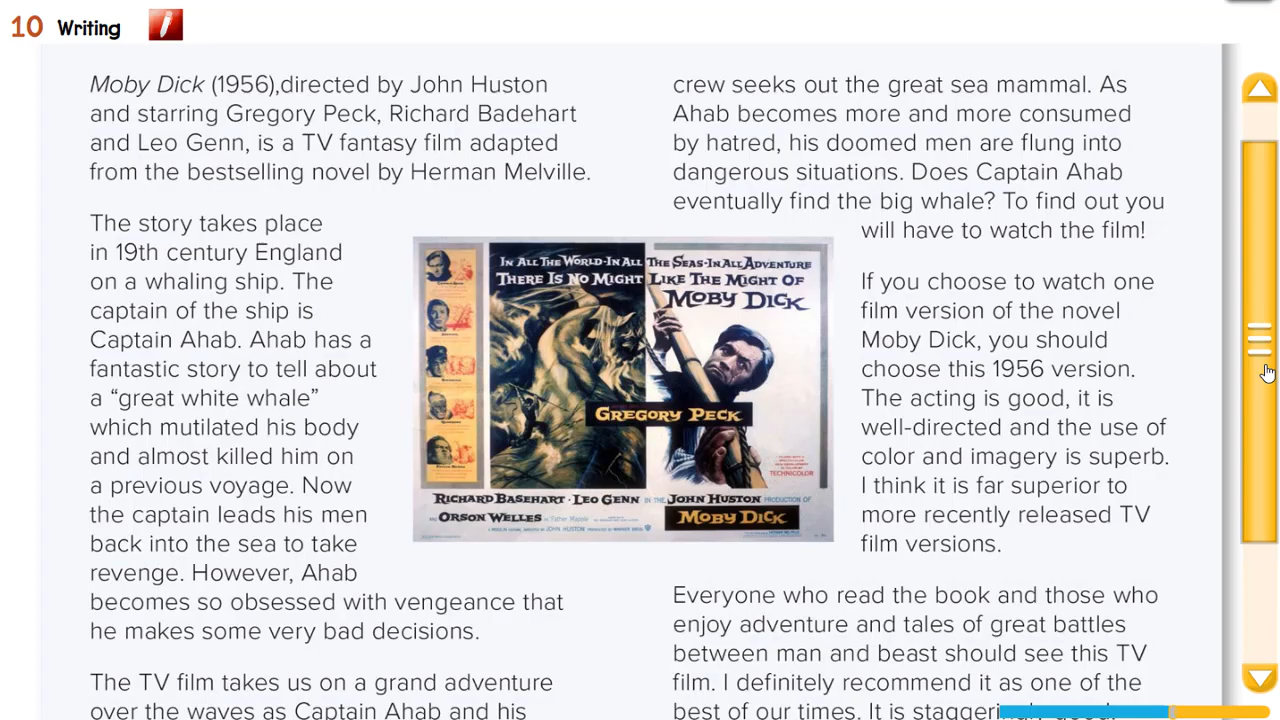 10 Writing
Moby Dick (1956),directed by John Huston
and starring Gregory Peck, Richard Badehart
and Leo Genn, is a TV fantasy film adapted
from the bestselling novel by Herman Melville.
The story takes place
in 19th century England
on a whaling ship. The
captain of the ship is
Captain Ahab. Ahab has a
fantastic story to tell about
a “great white whale”
which mutilated his body
and almost killed him on
a previous voyage. Now
the captain leads his men
back into the sea to take
revenge. However, Ahab
becomes so obsessed with vengeance that
he makes some very bad decisions.
The TV film takes us on a grand adventure
over the waves as Captain Ahab and his
IN ALL THE WORLD-IN ALL THE SEAS-IN ALL ADVENTURE
THERE IS NO MIGHT LIKE THE MIGHT OF
MOBY DICK
GREGORY PECK
TECHNICOLOR
RICHARD BASEHART · LEO GENN IN THE JOHN HUSTON PRODUCTION OF
AND ORSON WELLES AS Father Mapple
MOBY DICK
crew seeks out the great sea mammal. As
Ahab becomes more and more consumed
by hatred, his doomed men are flung into
dangerous situations. Does Captain Ahab
eventually find the big whale? To find out you
will have to watch the film!
If you choose to watch one
film version of the novel
Moby Dick, you should
choose this 1956 version.
The acting is good, it is
well-directed and the use of
color and imagery is superb.
I think it is far superior to
more recently released TV
film versions.
Everyone who read the book and those who
enjoy adventure and tales of great battles
between man and beast should see this TV
film. I definitely recommend it as one of the
best of our times. It is staggeringly good.